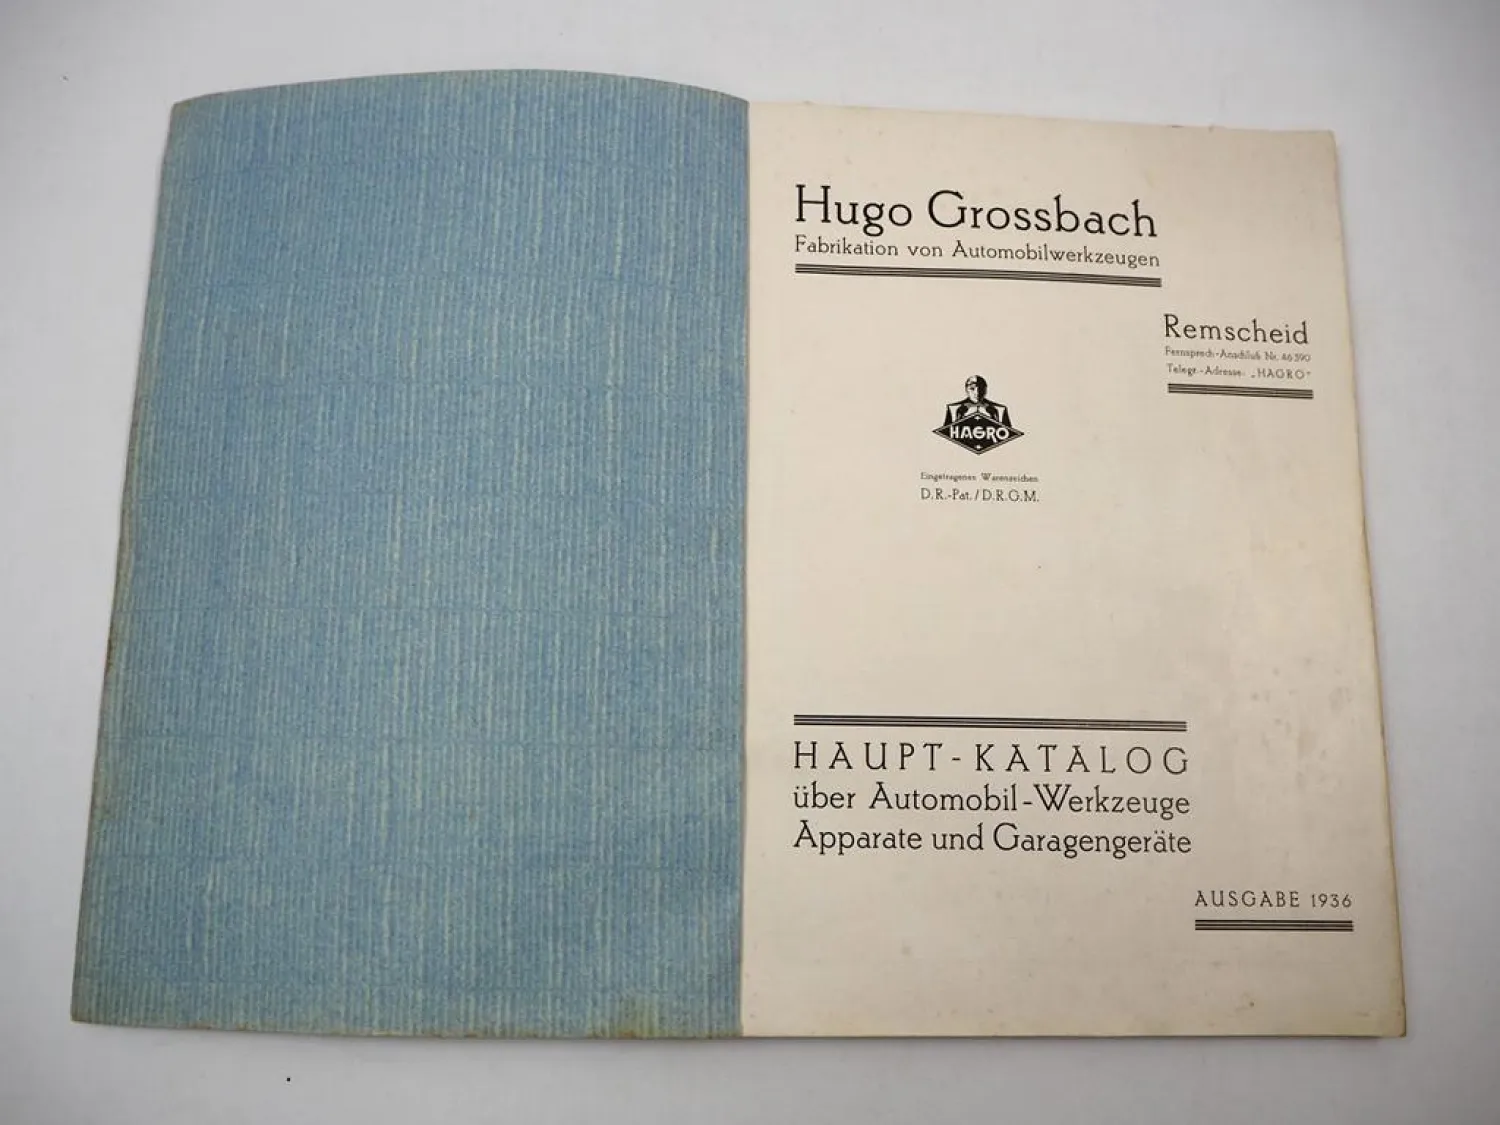 Hugo Grossbach
Fabrikation von Automobilwerkzeugen
Remscheid
Fernsprech-Anschluß Nr. 46390
Telegr.-Adresse: „HAGRO"
HAGRO
Eingetragenes Warenzeichen
D.R.-Pat./D.R.G.M.
HAUPT-KATALOG
über Automobil-Werkzeuge
Apparate und Garagengeräte
AUSGABE 1936